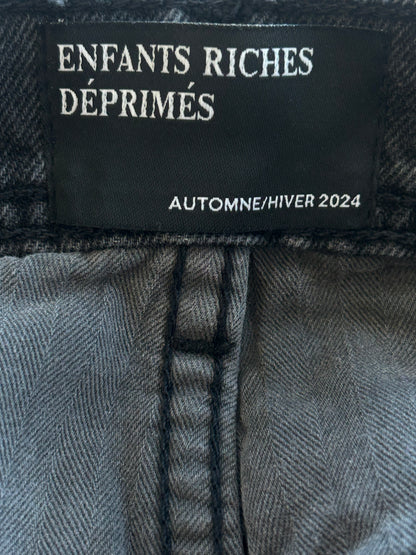 ENFANTS RICHES
DÉPRIMÉS
AUTOMNE/HIVER 2024